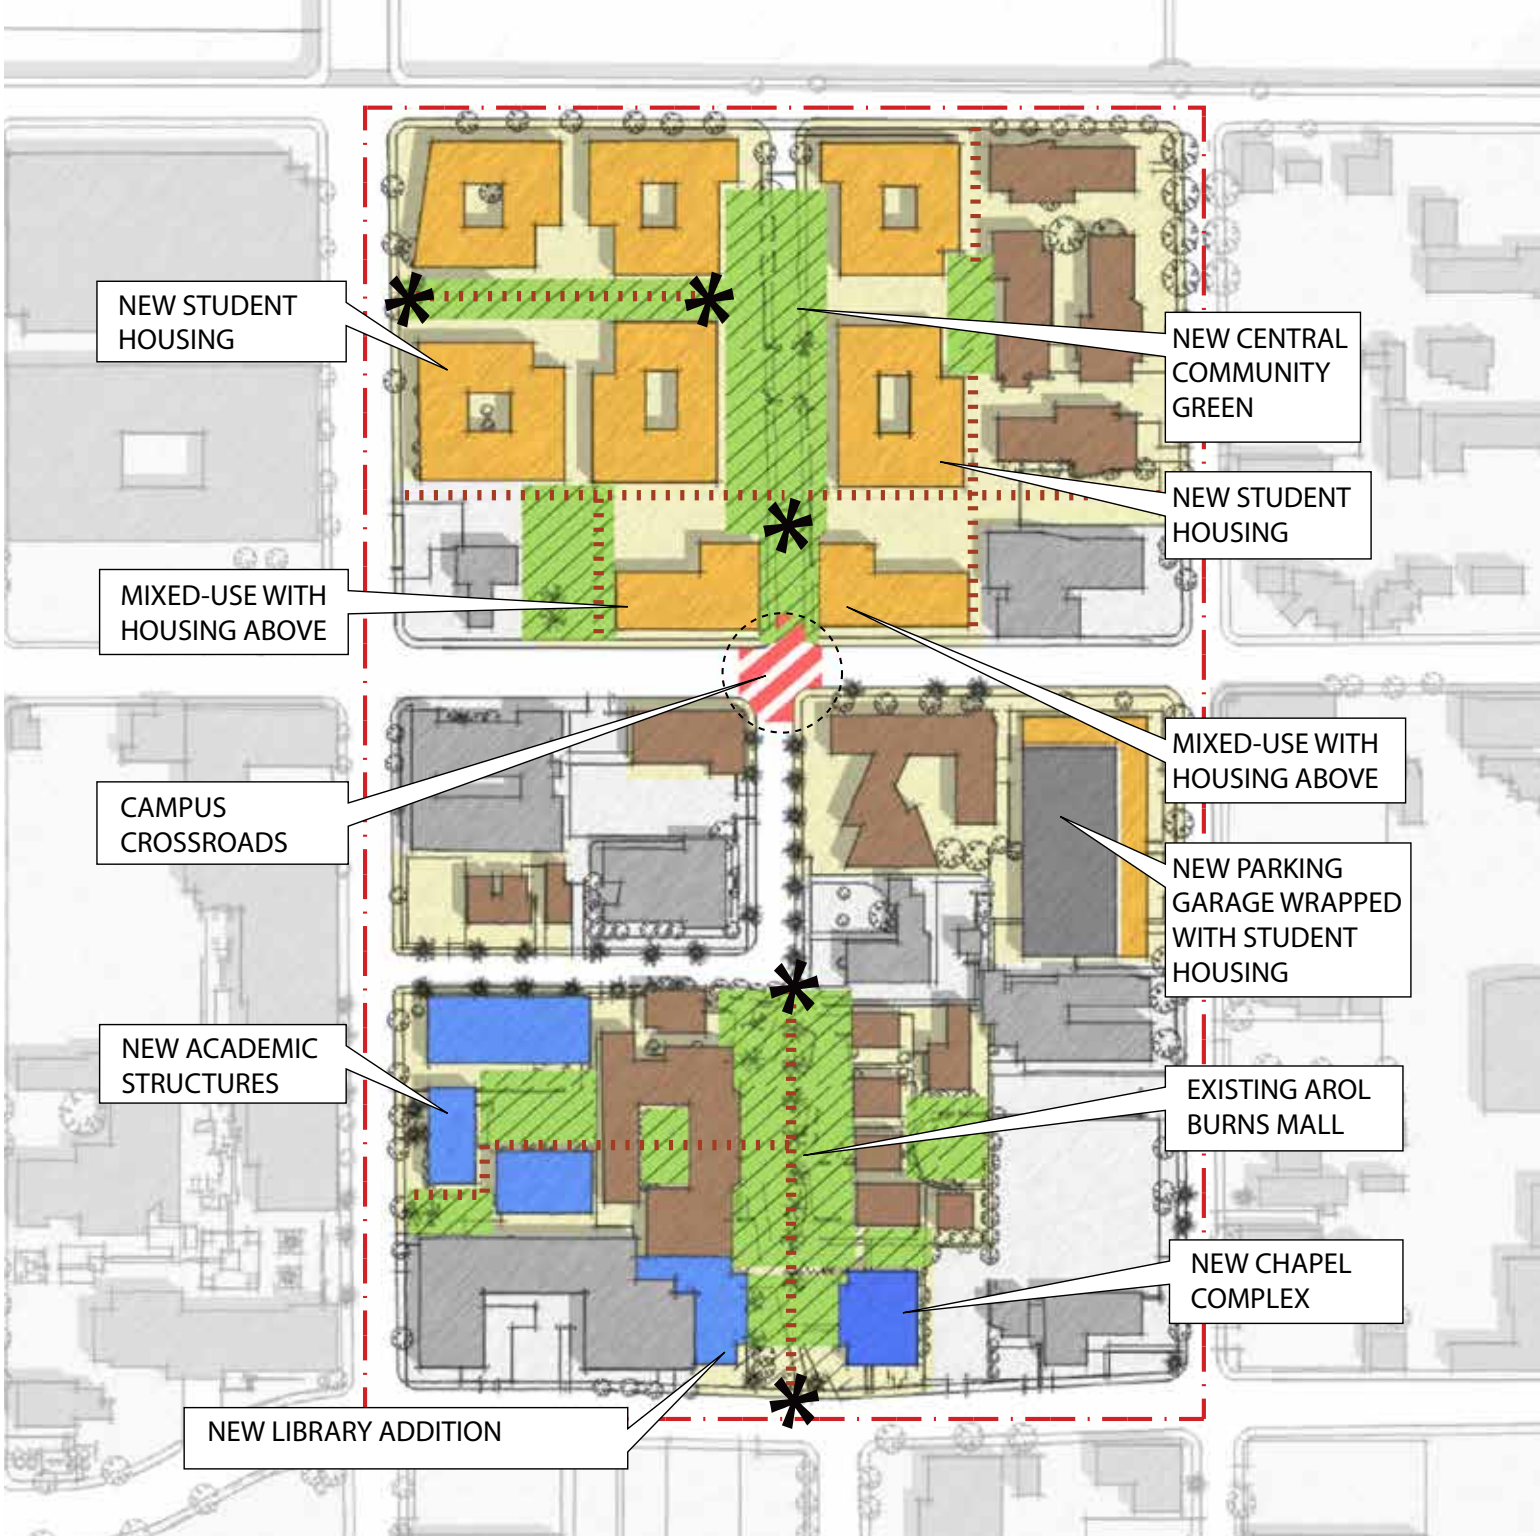 NEW STUDENT
HOUSING
NEW CENTRAL
COMMUNITY
GREEN
NEW STUDENT
HOUSING
MIXED-USE WITH
HOUSING ABOVE
MIXED-USE WITH
HOUSING ABOVE
CAMPUS
CROSSROADS
NEW PARKING
GARAGE WRAPPED
WITH STUDENT
HOUSING
NEW ACADEMIC
STRUCTURES
EXISTING AROL
BURNS MALL
NEW CHAPEL
COMPLEX
NEW LIBRARY ADDITION